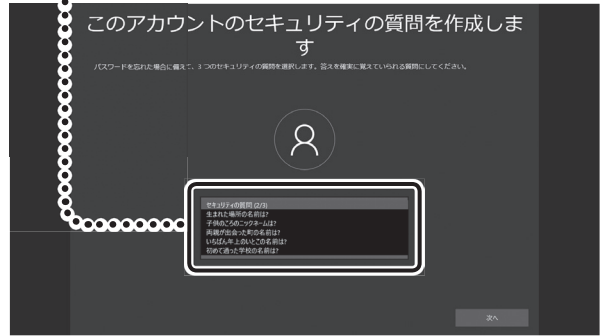 このアカウントのセキュリティの質問を作成しま
す
パスワードを忘れた場合に備えて、3 つのセキュリティの質問を選択します。答えを確実に覚えていられる質問にしてください。
セキュリティの質問 (2/3)
生まれた場所の名前は?
子供のころのニックネームは?
両親が出会った町の名前は?
いちばん年上のいとこの名前は?
初めて通った学校の名前は?
次へ